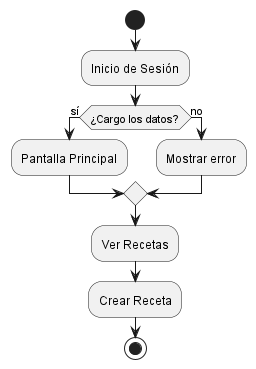 Inicio de Sesión
¿Cargo los datos?
sí
no
Pantalla Principal
Mostrar error
Ver Recetas
Crear Receta